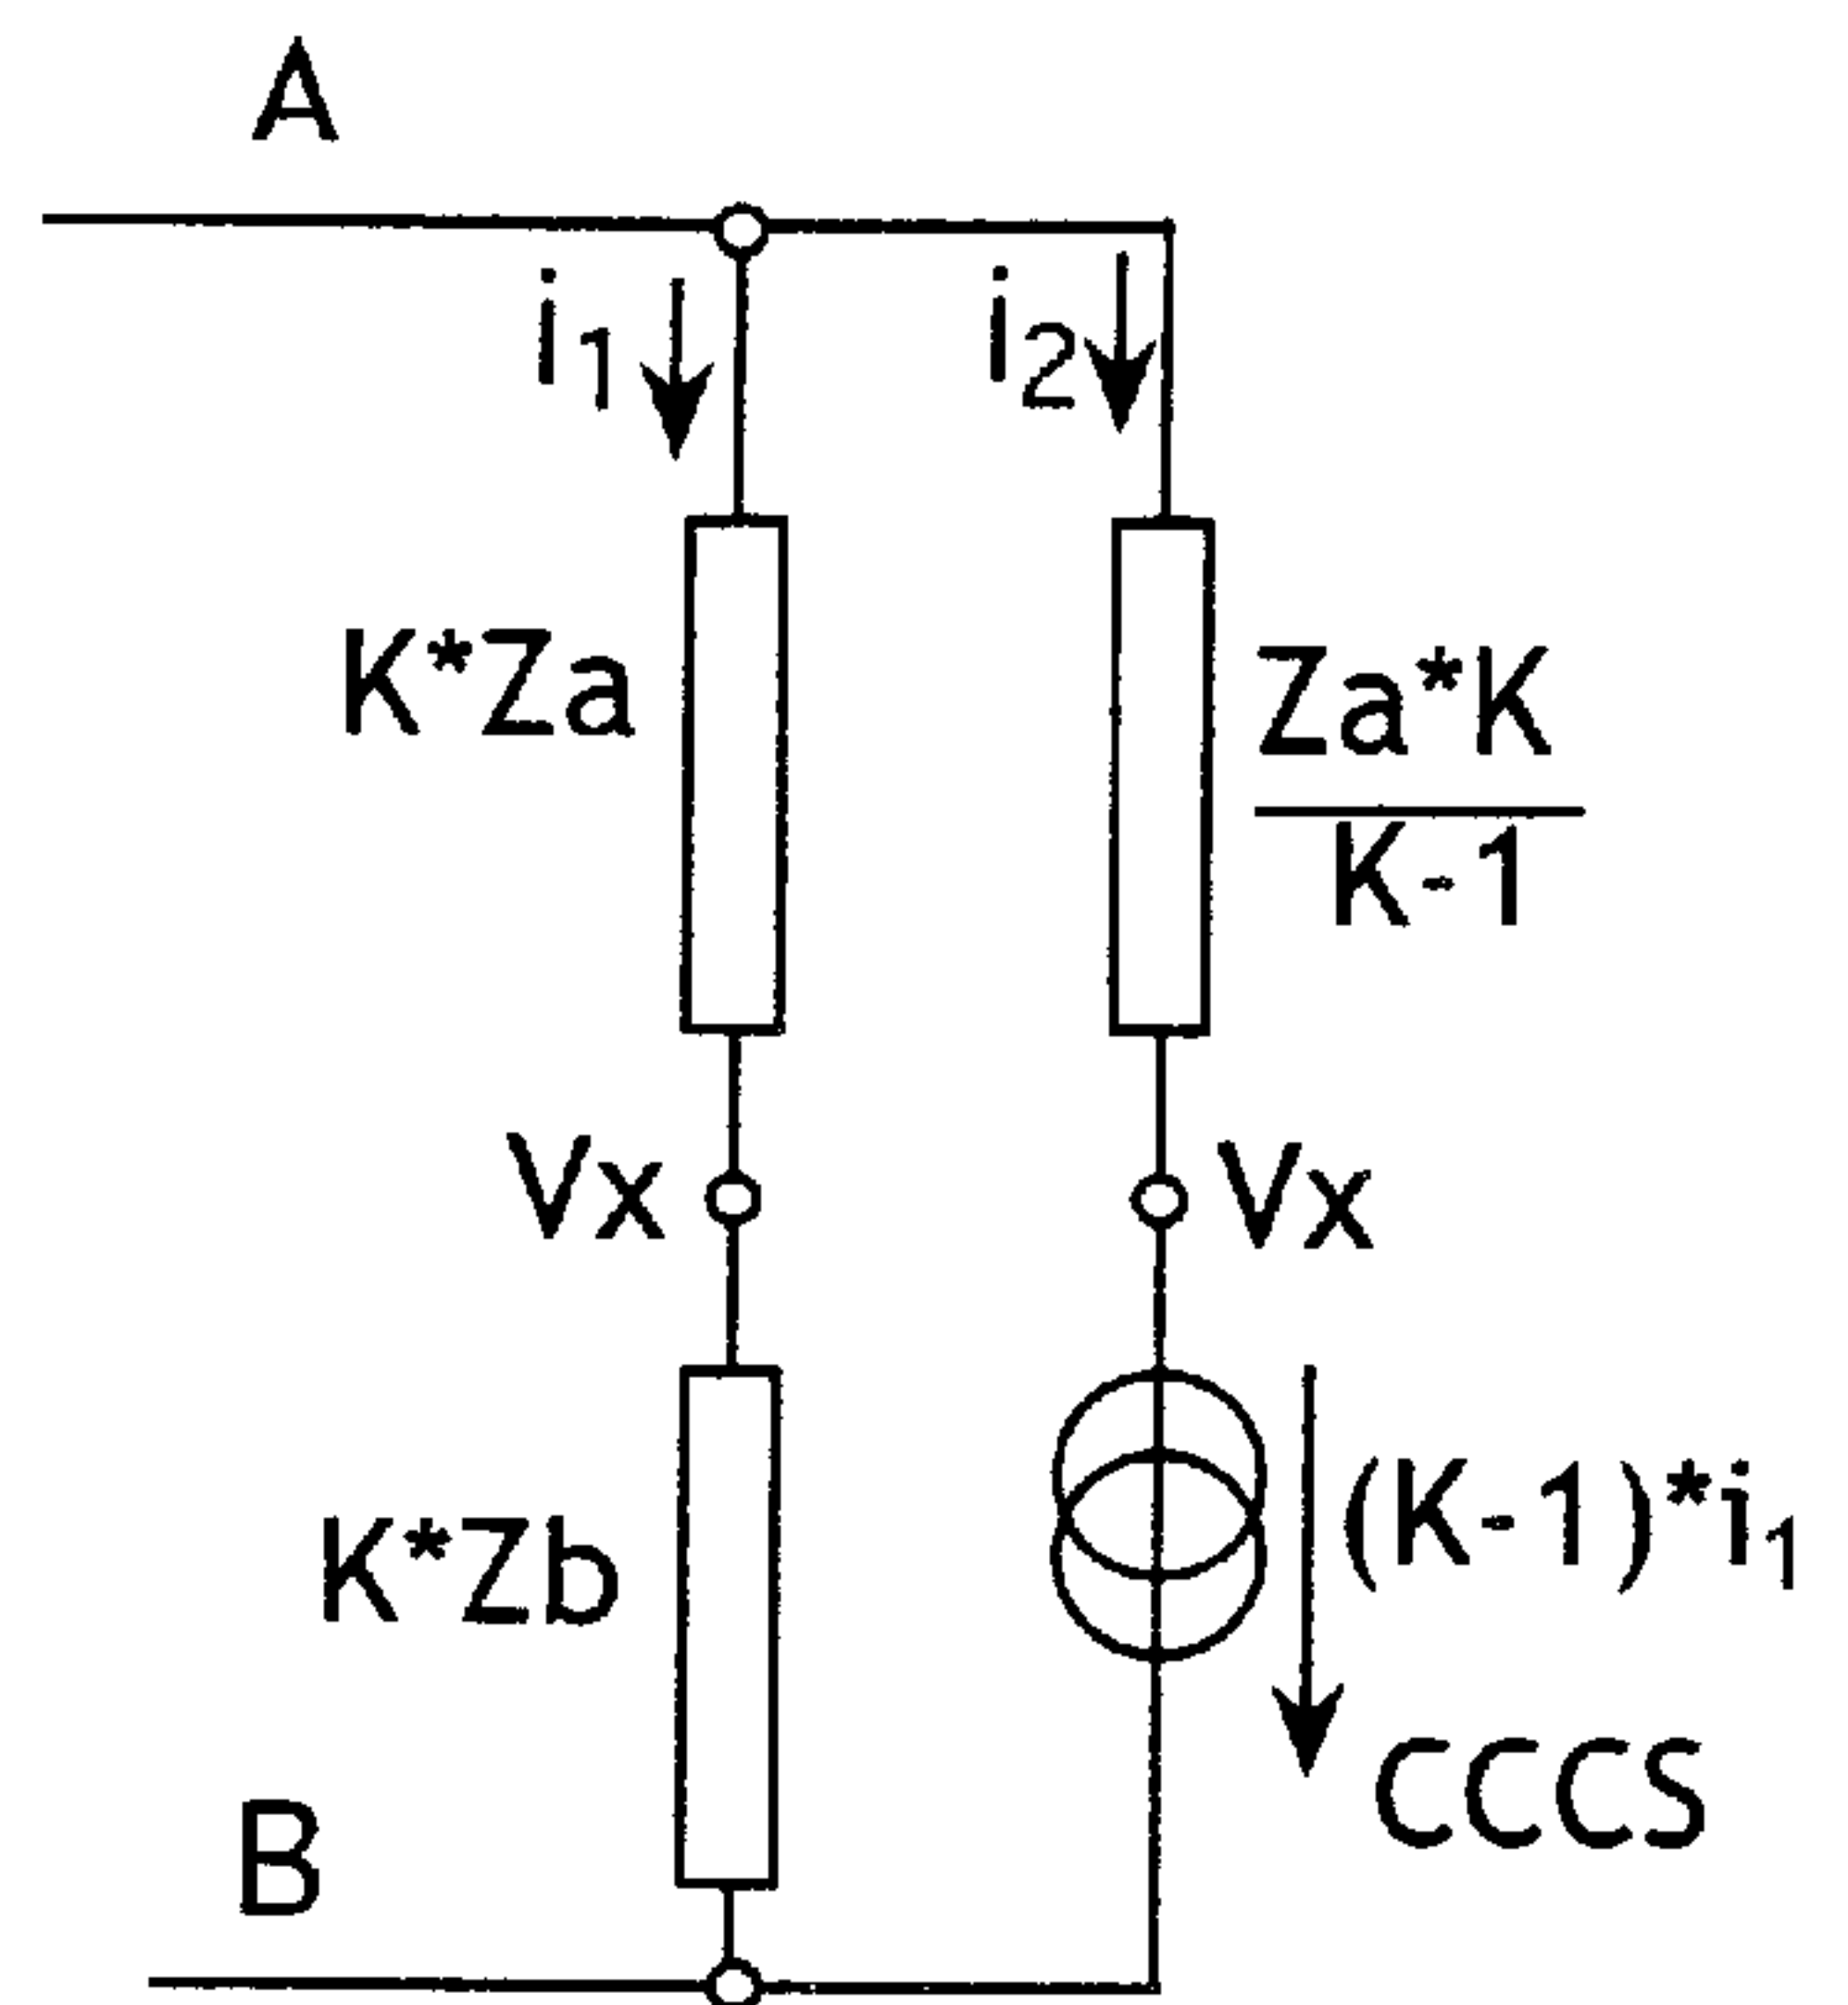 A
i1
i2
K*Za
Za*K
K-1
Vx
Vx
K*Zb
(K-1)*i1
CCCS
B